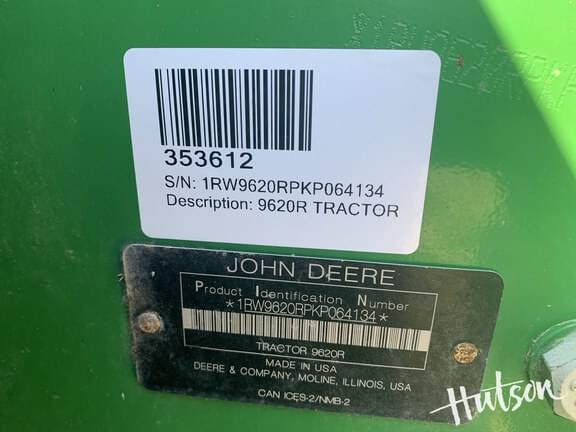 353612
S/N: 1RW9620RPKP064134
Description: 9620R TRACTOR
JOHN DEERE
Product Identification Number
*1RW9620RPKP064134*
TRACTOR 9620R
MADE IN USA
DEERE & COMPANY, MOLINE, ILLINOIS, USA
CAN ICES-2/NMB-2
Hutson